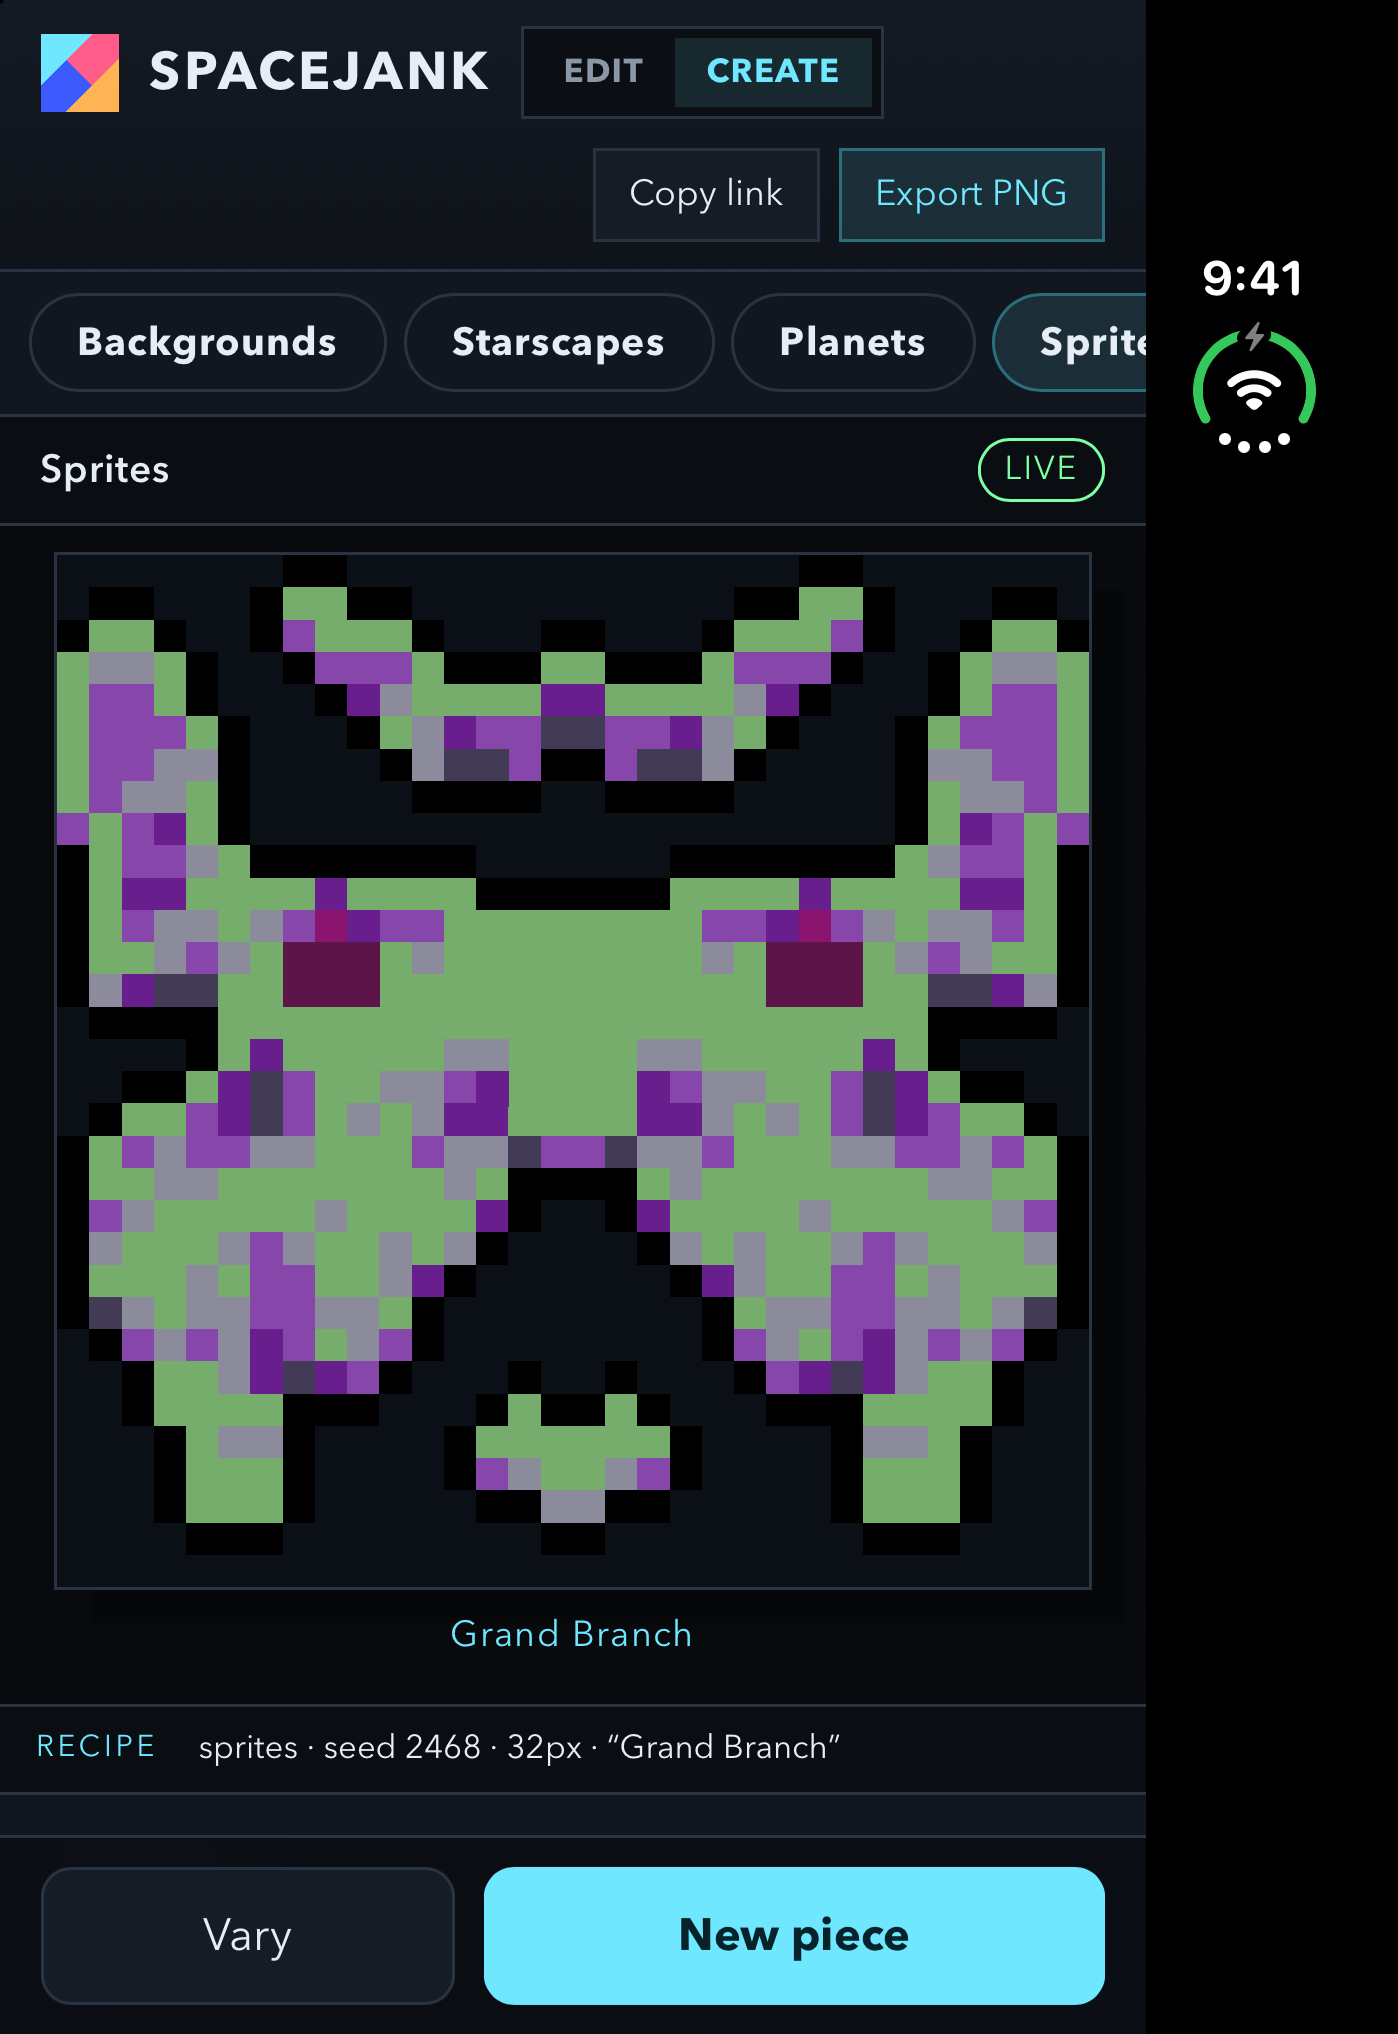 SPACEJANK
EDIT
CREATE
Copy link
Export PNG
9:41
Backgrounds
Starscapes
Planets
Sprite
Sprites
LIVE
Grand Branch
RECIPE
sprites · seed 2468 · 32px · “Grand Branch”
Vary
New piece